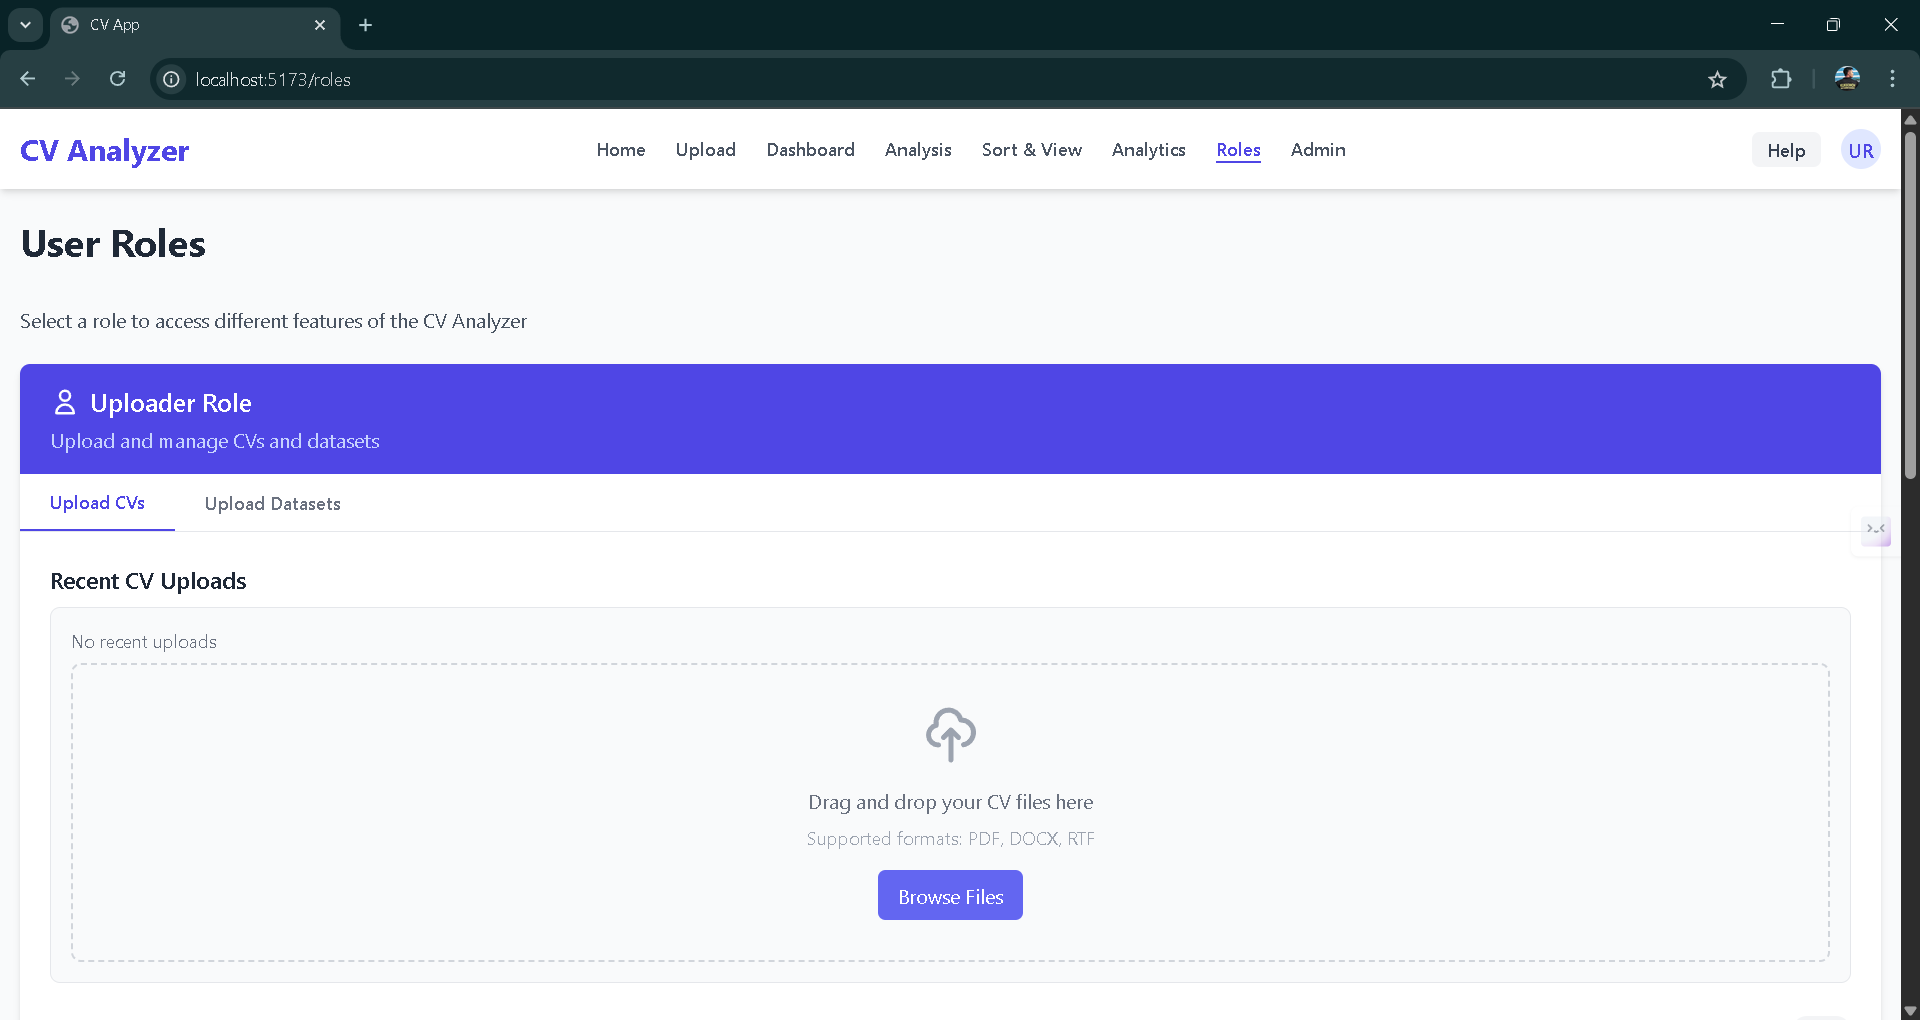 CV App
localhost:5173/roles
CV Analyzer
Home Upload Dashboard Analysis Sort & View Analytics Roles Admin
Help
UR
User Roles
Select a role to access different features of the CV Analyzer
Uploader Role
Upload and manage CVs and datasets
Upload CVs Upload Datasets
Recent CV Uploads
No recent uploads
Drag and drop your CV files here
Supported formats: PDF, DOCX, RTF
Browse Files